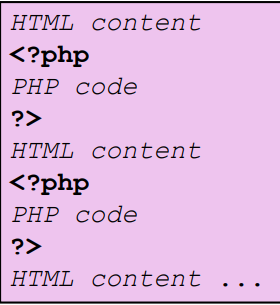 HTML content
<?php
PHP code
?>
HTML content
<?php
PHP code
?>
HTML content ...